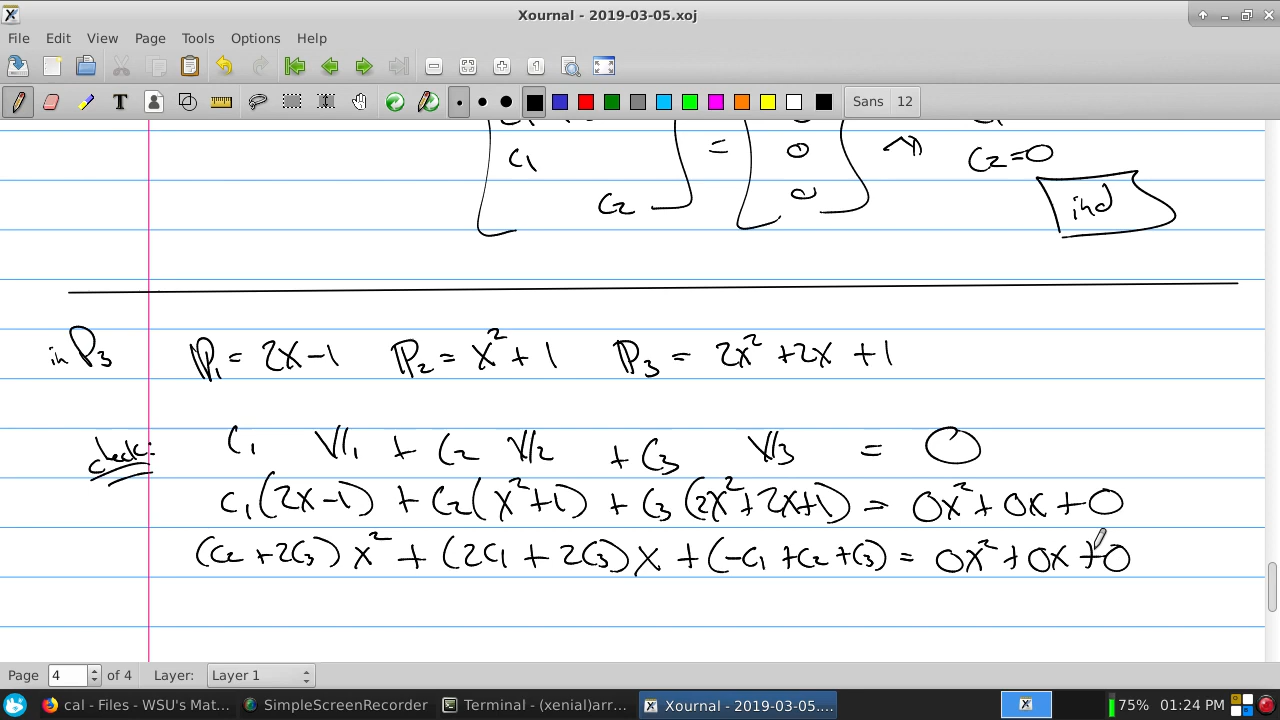 Xournal - 2019-03-05.xoj
File Edit View Page Tools Options Help
Sans 12
c₁ = 0
c₂ 0 c₂=0
ind
in P₃ P₁ = 2x-1 P₂ = x² + 1 P₃ = 2x² + 2x + 1
check: c₁ v₁ + c₂ v₂ + c₃ v₃ = 0
c₁(2x-1) + c₂(x²+1) + c₃(2x²+2x+1) = 0x² + 0x + 0
(c₂ + 2c₃)x² + (2c₁ + 2c₃)x + (-c₁ + c₂ + c₃) = 0x² + 0x + 0
Page 4 of 4 Layer: Layer 1
cal - Files - WSU's Mat... SimpleScreenRecorder Terminal - (xenial)arr... Xournal - 2019-03-05.... 75% 01:24 PM